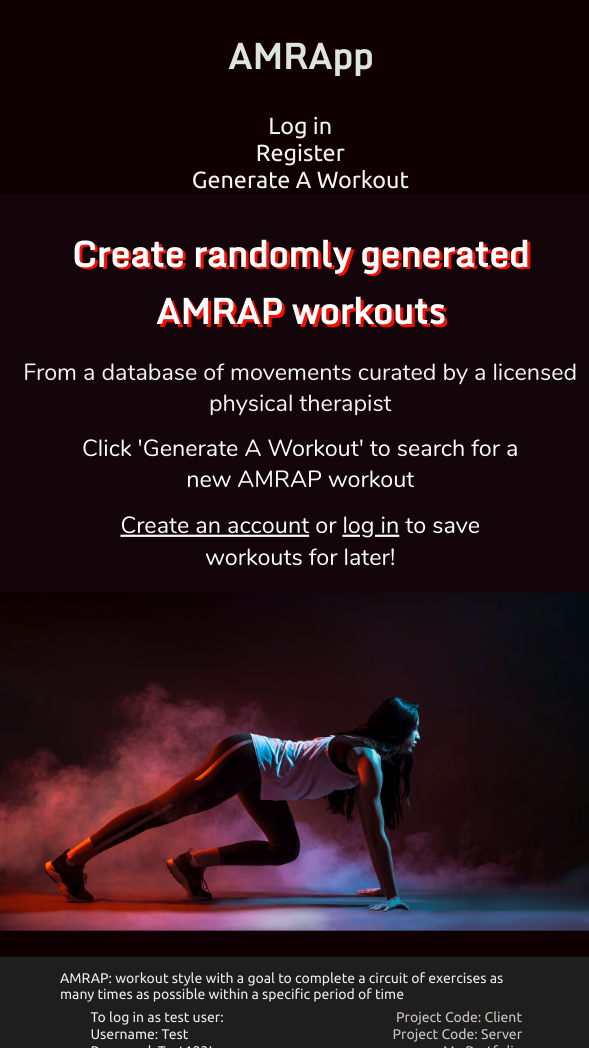 AMRApp
Log in
Register
Generate A Workout
Create randomly generated
AMRAP workouts
From a database of movements curated by a licensed
physical therapist
Click 'Generate A Workout' to search for a
new AMRAP workout
Create an account or log in to save
workouts for later!
AMRAP: workout style with a goal to complete a circuit of exercises as
many times as possible within a specific period of time
To log in as test user:
Username: Test
Project Code: Client
Project Code: Server